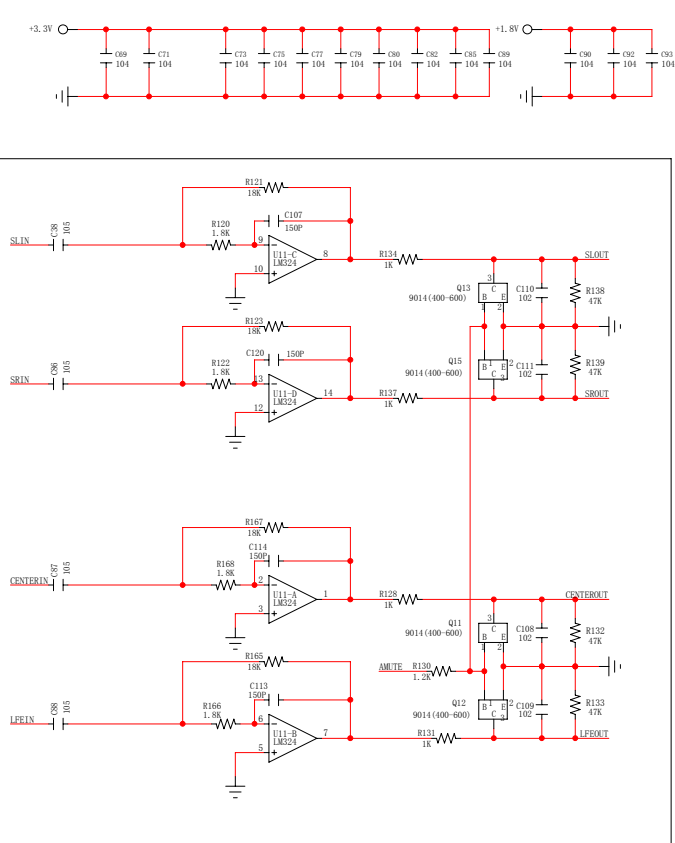 +3.3V
C69 104
C71 104
C73 104
C75 104
C77 104
C79 104
C80 104
C82 104
C85 104
C89 104
+1.8V
C90 104
C92 104
C93 104
R121
18K
C107
150P
SLIN
C38
105
R120
1.8K
9
10
8
U11-C
LM324
R134
1K
SLOUT
Q13
9014(400-600)
3
C
B E
1 2
C110
102
R138
47K
R123
18K
C120
150P
SRIN
C86
105
R122
1.8K
13
12
14
U11-D
LM324
R137
1K
SROUT
Q15
9014(400-600)
B 1 E 2
C
3
C111
102
R139
47K
R167
18K
C114
150P
CENTERIN
C87
105
R168
1.8K
2
3
1
U11-A
LM324
R128
1K
CENTEROUT
Q11
9014(400-600)
3
C
B E
1 2
C108
102
R132
47K
AMUTE
R130
1.2K
R165
18K
C113
150P
LFEIN
C88
105
R166
1.8K
6
5
7
U11-B
LM324
R131
1K
LFEOUT
Q12
9014(400-600)
B 1 E 2
C
3
C109
102
R133
47K